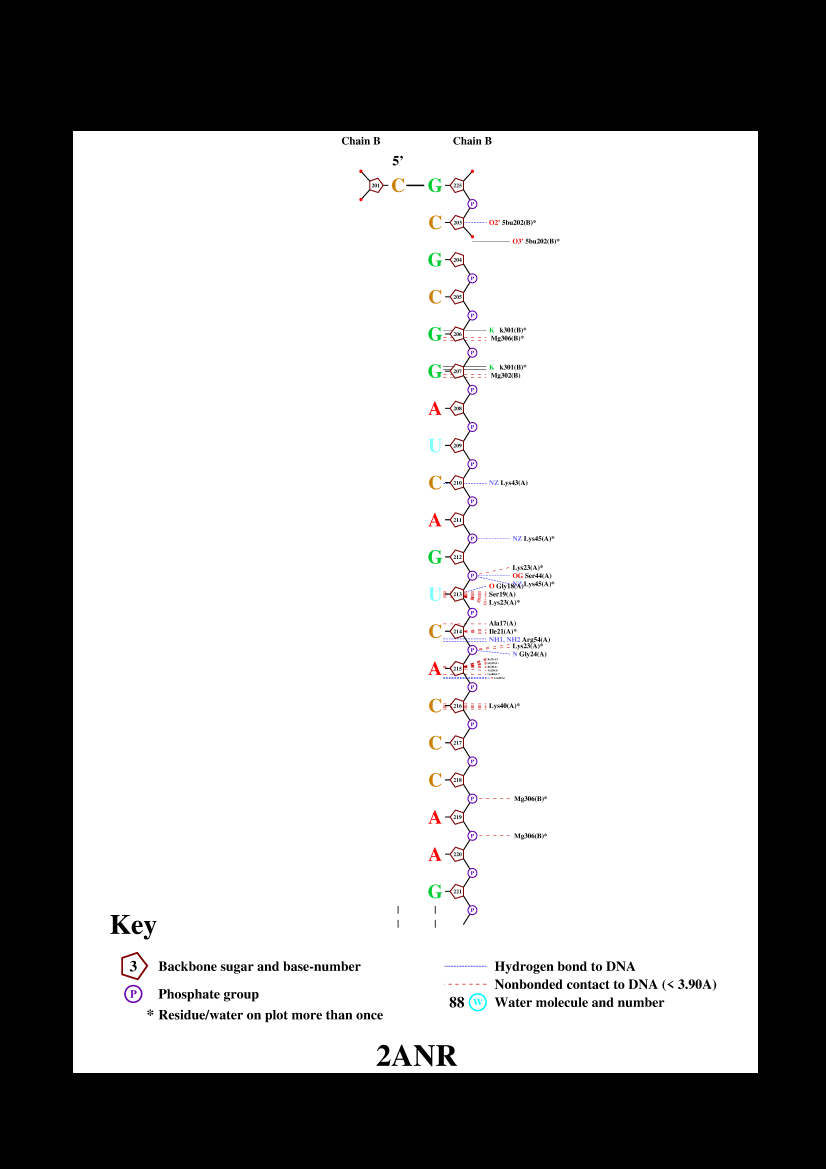 Chain B Chain B
5’
201 C G 225
P
C 203 O2' 5bu202(B)*
O3' 5bu202(B)*
G 204
P
C 205
P
G 206 K k301(B)*
Mg306(B)*
P
G 207 K k301(B)*
Mg302(B)
P
A 208
P
U 209
P
C 210 NZ Lys43(A)
P
A 211
P NZ Lys45(A)*
G 212
Lys23(A)*
P OG Ser44(A)
NZ Lys45(A)*
O Gly18(A)*
U 213 Ser19(A)
Lys23(A)*
P
Ala17(A)
C 214 Ile21(A)*
NH1, NH2 Arg54(A)
P Lys23(A)*
N Gly24(A)
A 215
P
C 216 Lys40(A)*
P
C 217
P
C 218
P Mg306(B)*
A 219
P Mg306(B)*
A 220
P
G 221
P
Key
3 Backbone sugar and base-number
P Phosphate group
* Residue/water on plot more than once
Hydrogen bond to DNA
Nonbonded contact to DNA (< 3.90A)
88 W Water molecule and number
2ANR